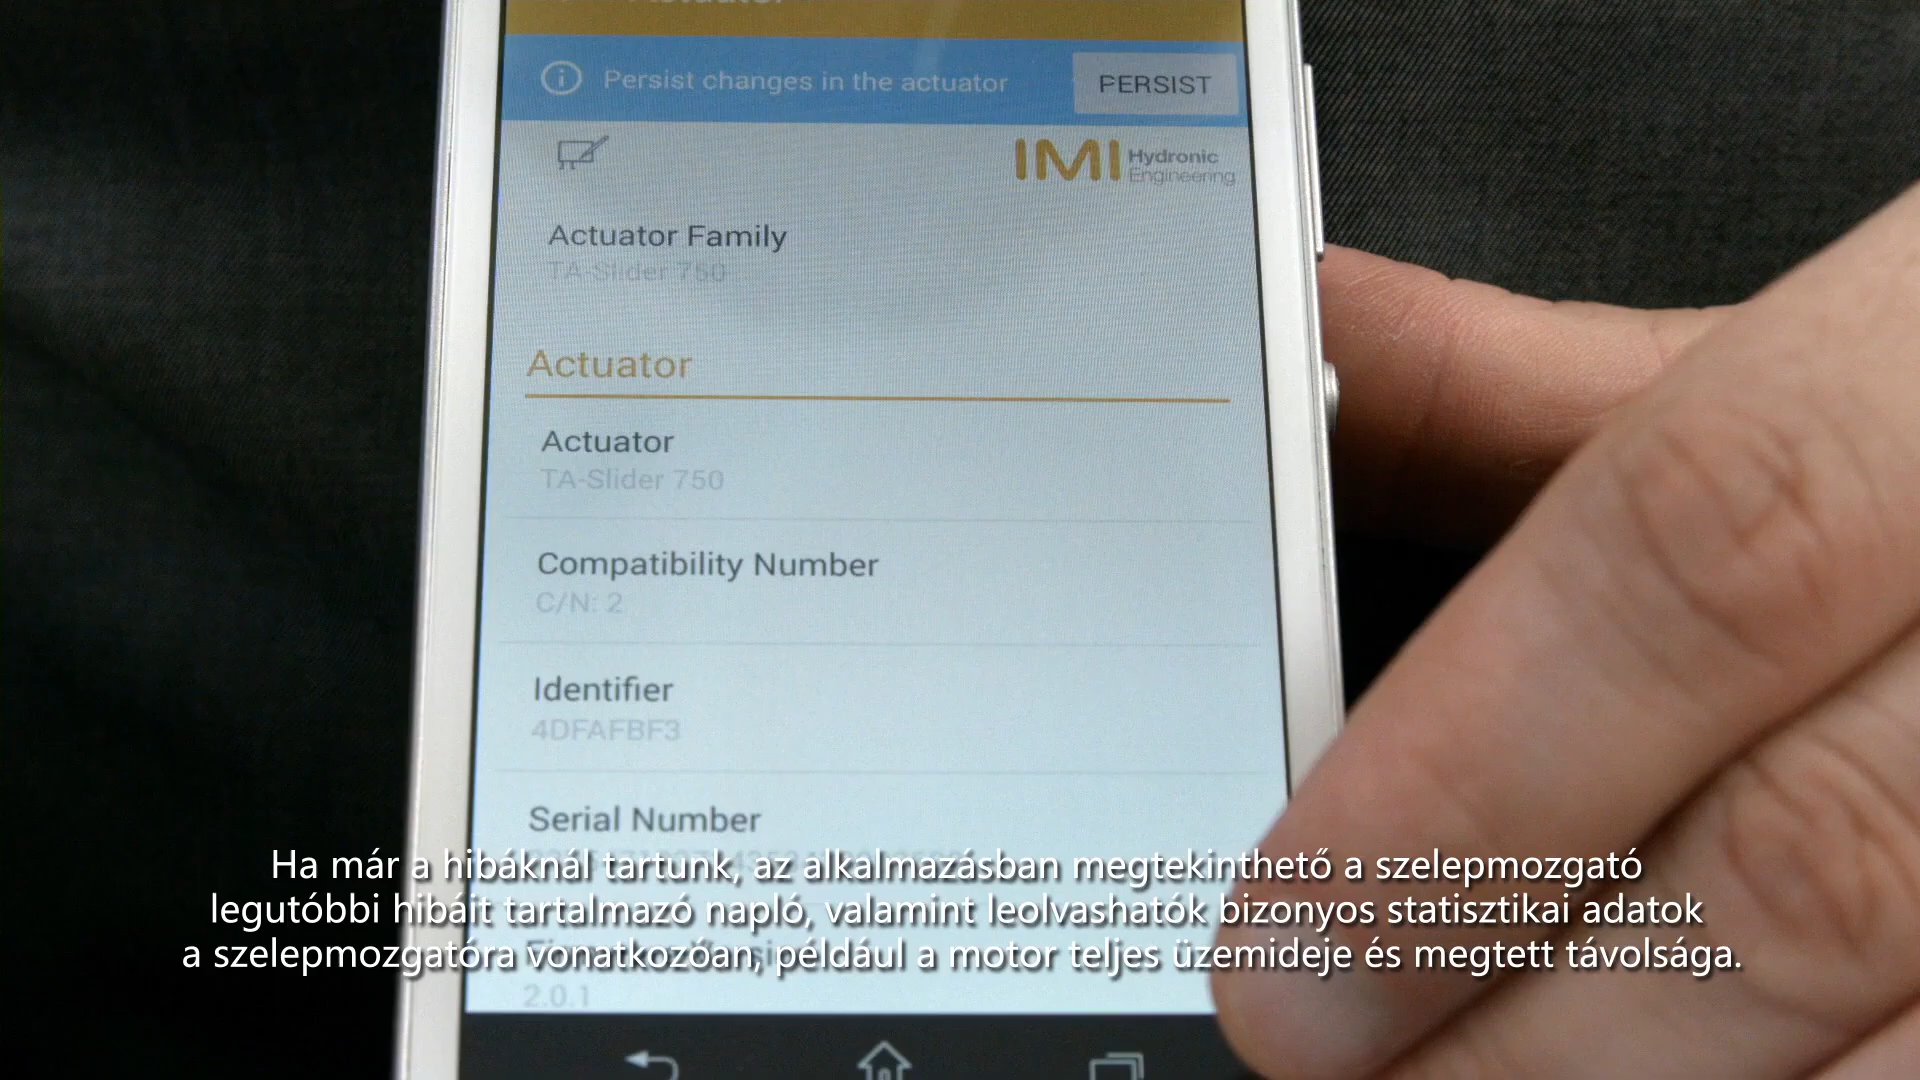 Persist changes in the actuator
PERSIST
IMI Hydronic
Engineering
Actuator Family
TA-Slider 750
Actuator
Actuator
TA-Slider 750
Compatibility Number
C/N: 2
Identifier
4DFAFBF3
Serial Number
Ha már a hibáknál tartunk, az alkalmazásban megtekinthető a szelepmozgató
legutóbbi hibáit tartalmazó napló, valamint leolvashatók bizonyos statisztikai adatok
a szelepmozgatóra vonatkozóan, például a motor teljes üzemideje és megtett távolsága.
2.0.1